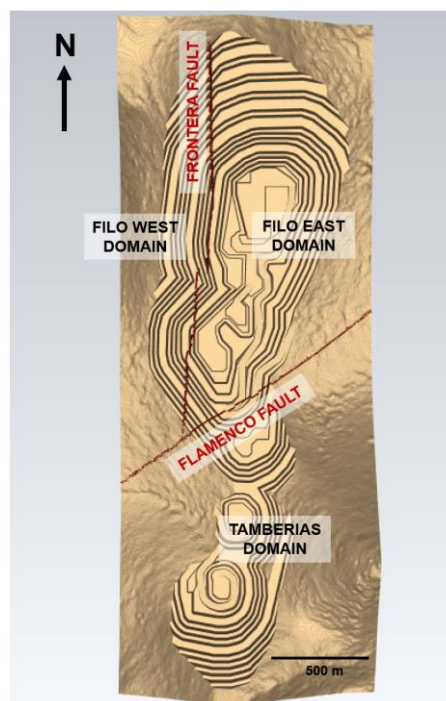 N
FRONTERA FAULT
FILO WEST
DOMAIN
FILO EAST
DOMAIN
FLAMENCO FAULT
TAMBERIAS
DOMAIN
500 m